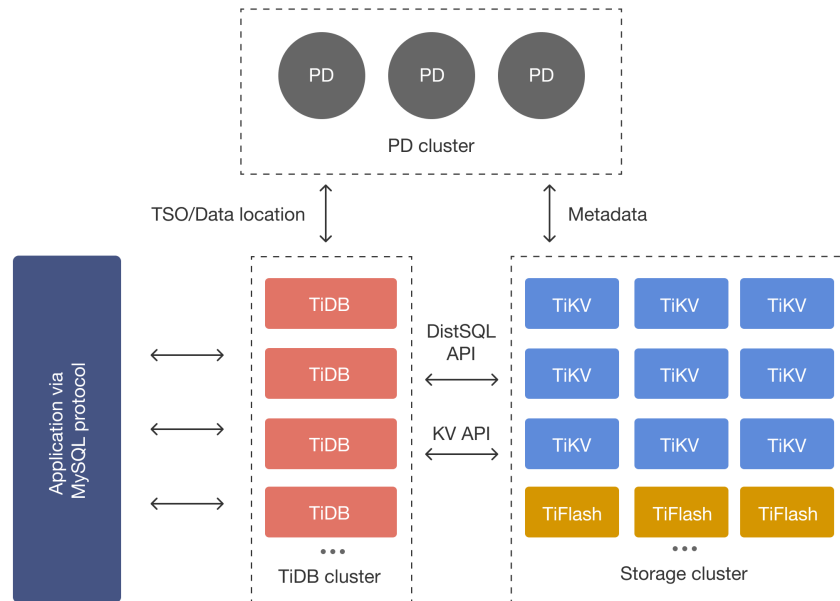 PD PD PD
PD cluster
TSO/Data location
Metadata
Application via
MySQL protocol
TiDB
TiDB
TiDB
TiDB
TiDB cluster
DistSQL
API
KV API
TiKV TiKV TiKV
TiKV TiKV TiKV
TiKV TiKV TiKV
TiFlash TiFlash TiFlash
Storage cluster